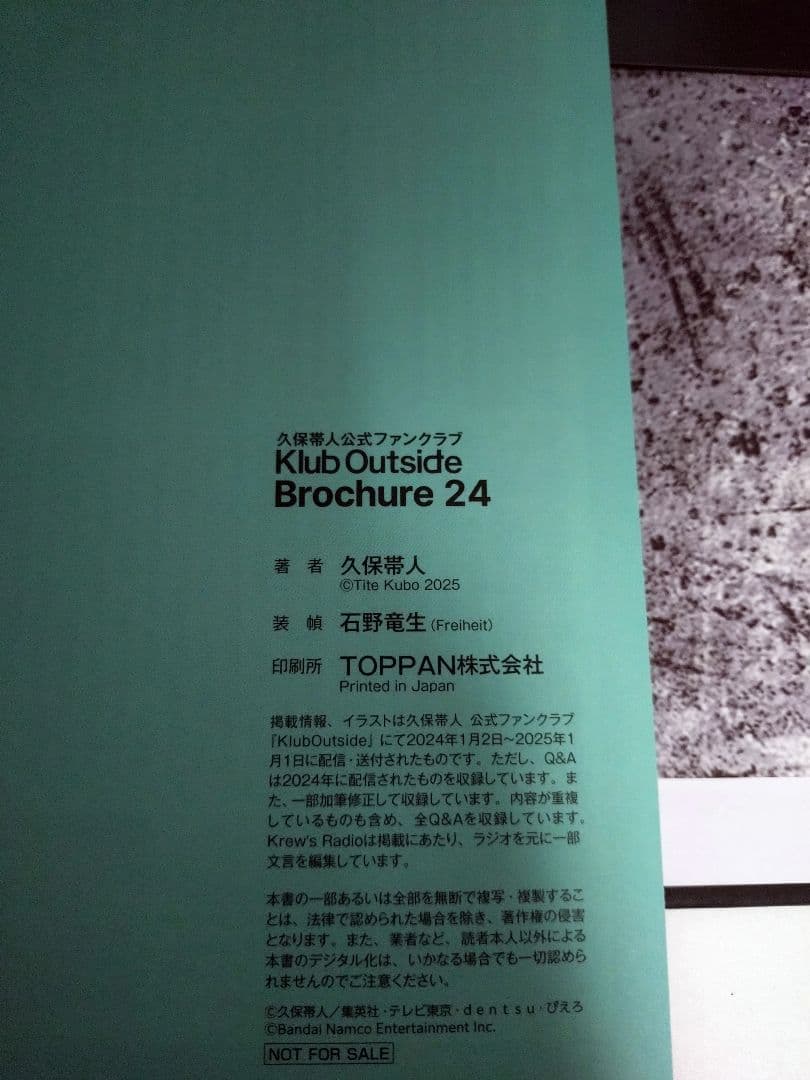 久保帯人公式ファンクラブ
Klub Outside
Brochure 24
著　者　久保帯人
©Tite Kubo 2025
装　幀　石野竜生(Freiheit)
印刷所　TOPPAN株式会社
Printed in Japan
掲載情報、イラストは久保帯人 公式ファンクラブ
『KlubOutside』にて2024年1月2日〜2025年1
月1日に配信・送付されたものです。ただし、Q&A
は2024年に配信されたものを収録しています。ま
た、一部加筆修正して収録しています。内容が重複
しているものも含め、全Q&Aを収録しています。
Krew's Radioは掲載にあたり、ラジオを元に一部
文言を編集しています。
本書の一部あるいは全部を無断で複写・複製するこ
とは、法律で認められた場合を除き、著作権の侵害
となります。また、業者など、読者本人以外による
本書のデジタル化は、いかなる場合でも一切認めら
れませんのでご注意ください。
©久保帯人／集英社・テレビ東京・dentsu・ぴえろ
©Bandai Namco Entertainment Inc.
NOT FOR SALE